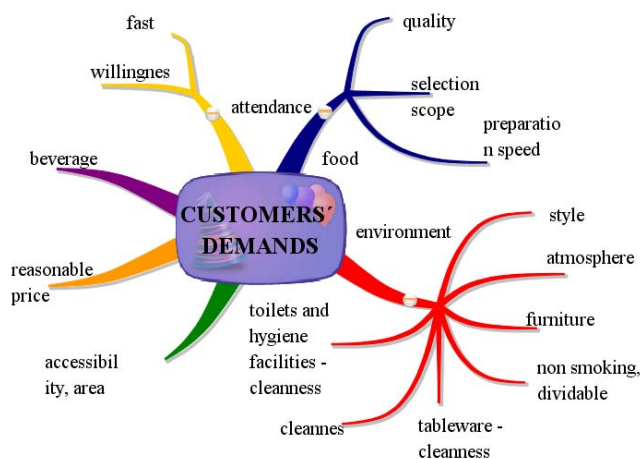 fast
willingnes
attendance
quality
selection
scope
preparatio
n speed
food
beverage
CUSTOMERS´
DEMANDS
environment
style
atmosphere
furniture
non smoking,
dividable
tableware -
cleanness
cleannes
toilets and
hygiene
facilities -
cleanness
reasonable
price
accessibil
ity, area